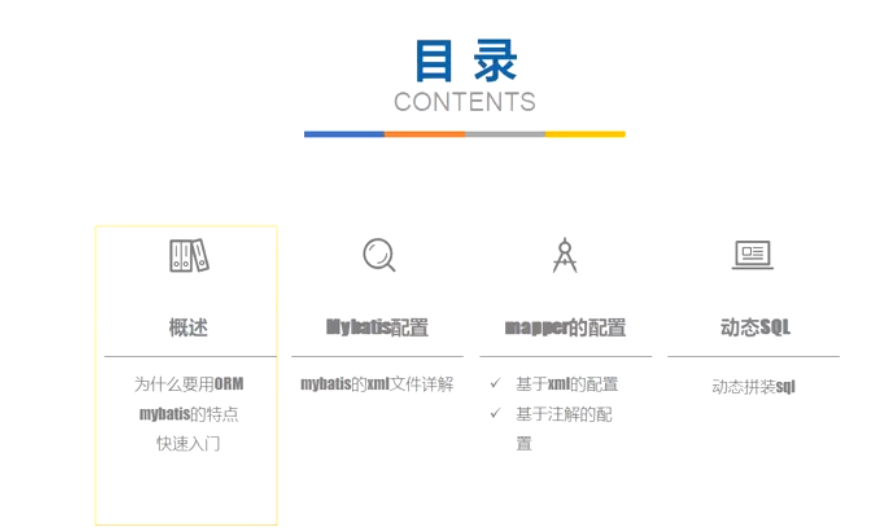 目 录
CONTENTS
概述
为什么要用ORM
mybatis的特点
快速入门
Mybatis配置
mybatis的xml文件详解
mapper的配置
✓ 基于xml的配置
✓ 基于注解的配
置
动态SQL
动态拼装sql